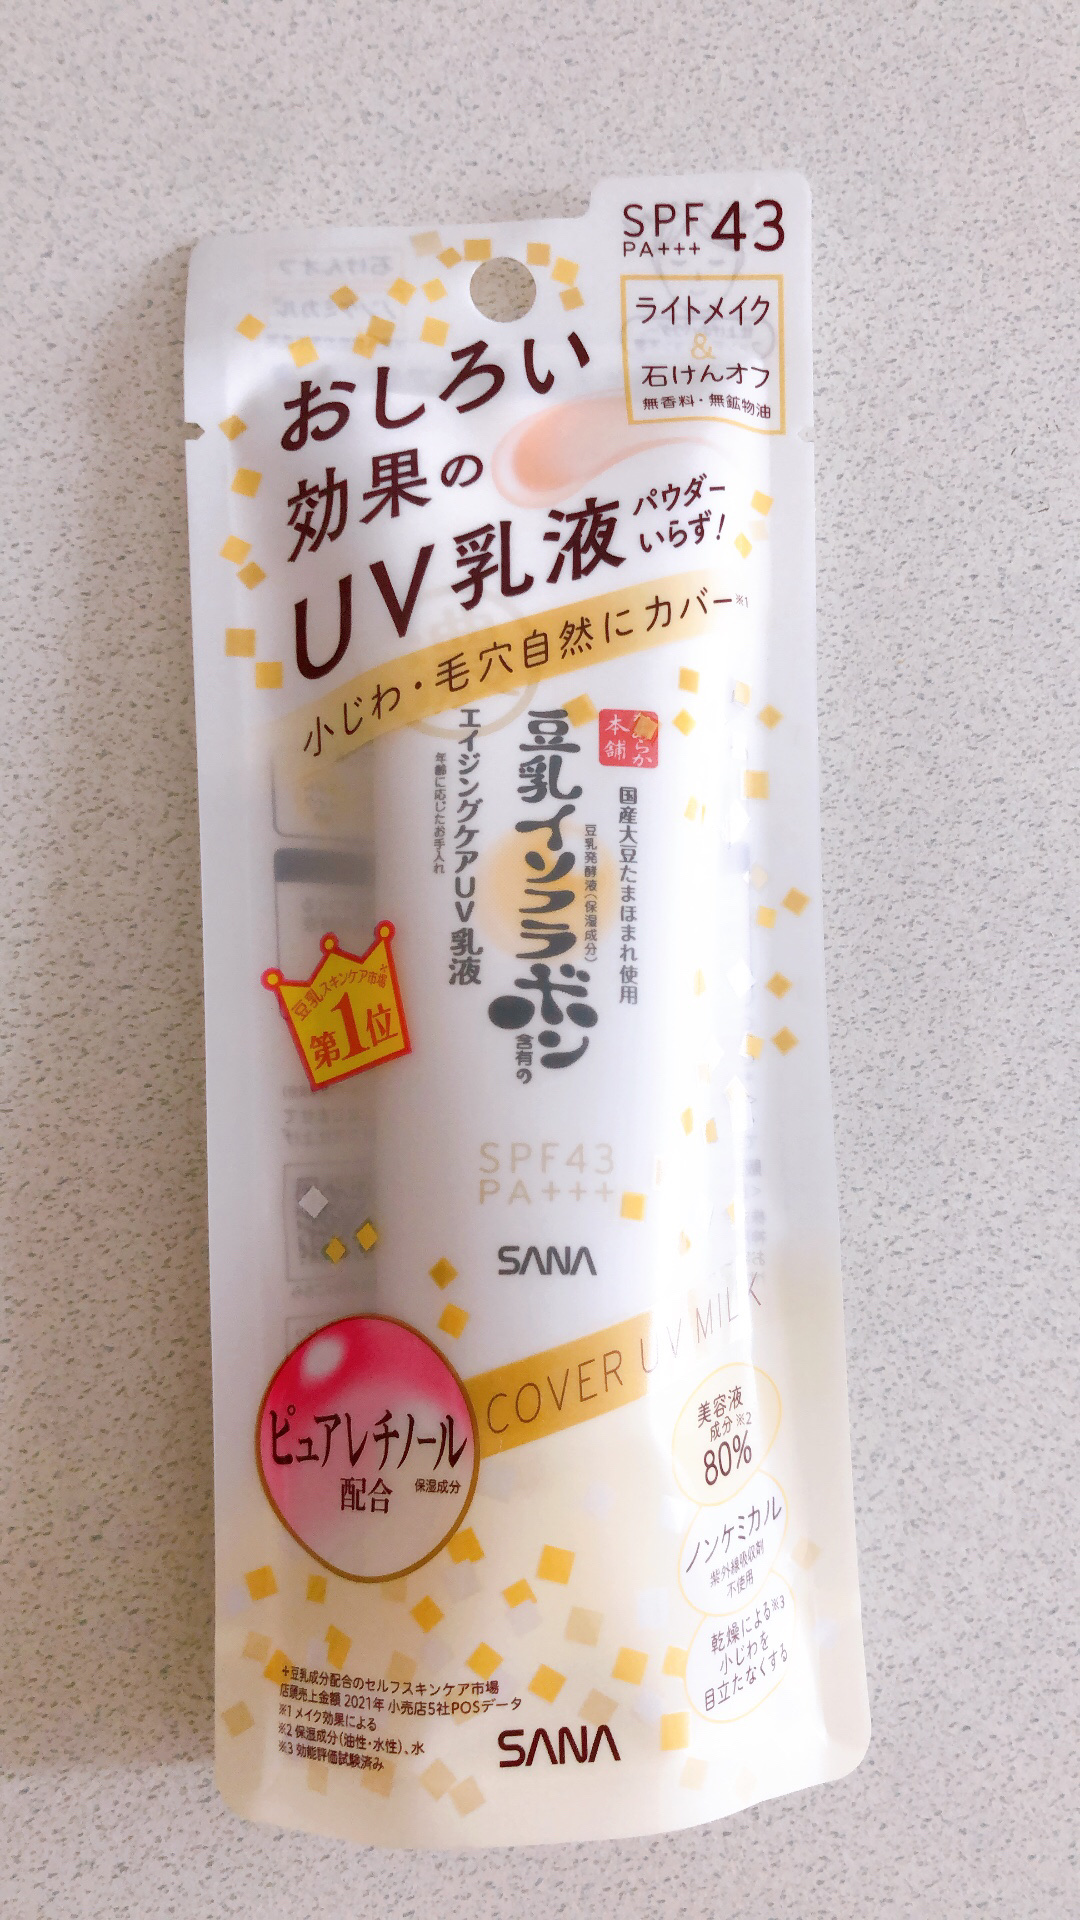 SPF43
PA+++
ライトメイク
&
石けんオフ
無香料・無鉱物油
おしろい
効果の
UV乳液
パウダー
いらず!
小じわ・毛穴自然にカバー※1
本舗
国産大豆たまほまれ使用
豆乳発酵液(保湿成分)
豆乳イソフラボン
含有の
エイジングケアUV乳液
年齢に応じたお手入れ
豆乳スキンケア市場
第1位
SPF43
PA+++
SANA
COVER UV MILK
ピュアレチノール
配合
保湿成分
美容液
成分※2
80%
ノンケミカル
紫外線吸収剤
不使用
乾燥による※3
小じわを
目立たなくする
+豆乳成分配合のセルフスキンケア市場
店頭売上金額 2021年 小売店5社POSデータ
※1 メイク効果による
※2 保湿成分(油性・水性)、水
※3 効能評価試験済み
SANA